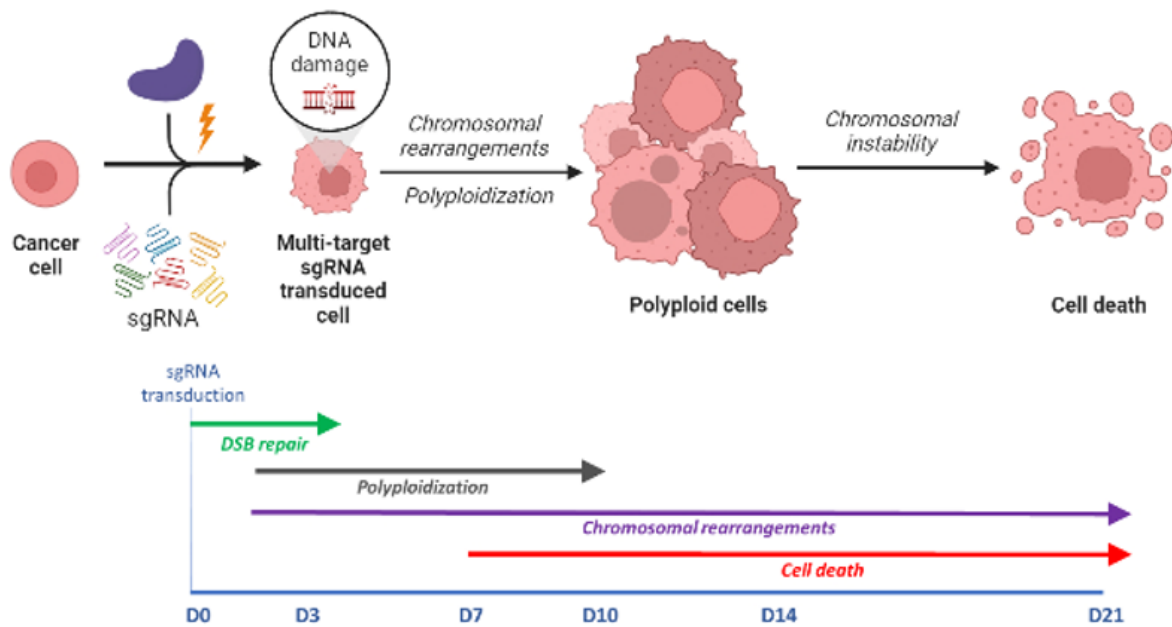 DNA
damage
Chromosomal
rearrangements
Polyploidization
Chromosomal
instability
Cancer
cell
sgRNA
Multi-target
sgRNA
transduced
cell
Polyploid cells
Cell death
sgRNA
transduction
DSB repair
Polyploidization
Chromosomal rearrangements
Cell death
D0 D3 D7 D10 D14 D21